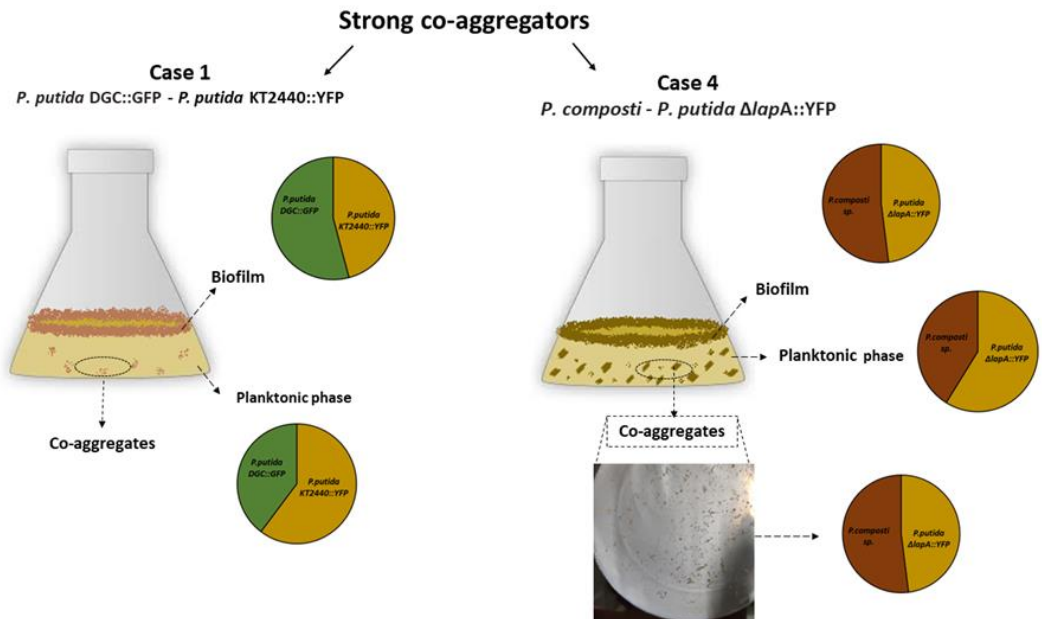 Strong co-aggregators
Case 1
P. putida DGC::GFP - P. putida KT2440::YFP
P.putida
DGC::GFP
P.putida
KT2440::YFP
Biofilm
Planktonic phase
Co-aggregates
P.putida
DGC::GFP
P.putida
KT2440::YFP
Case 4
P. composti - P. putida ΔlapA::YFP
P.composti
sp.
P.putida
ΔlapA::YFP
Biofilm
Planktonic phase
P.composti
sp.
P.putida
ΔlapA::YFP
Co-aggregates
P.composti
sp.
P.putida
ΔlapA::YFP